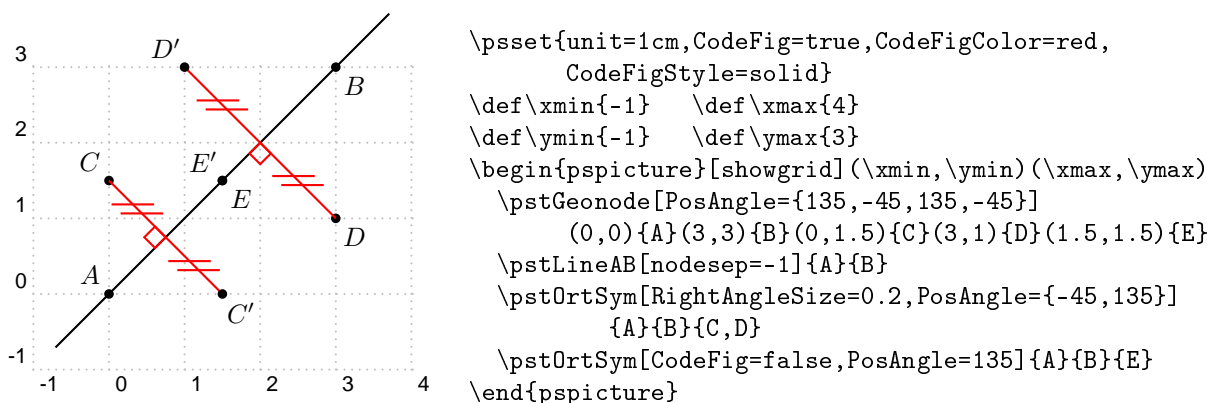 3
2
1
0
-1
-1 0 1 2 3 4
D′
B
C
E′
E
D
A
C′
\psset{unit=1cm,CodeFig=true,CodeFigColor=red,
CodeFigStyle=solid}
\def\xmin{-1} \def\xmax{4}
\def\ymin{-1} \def\ymax{3}
\begin{pspicture}[showgrid](\xmin,\ymin)(\xmax,\ymax)
\pstGeonode[PosAngle={135,-45,135,-45}]
(0,0){A}(3,3){B}(0,1.5){C}(3,1){D}(1.5,1.5){E}
\pstLineAB[nodesep=-1]{A}{B}
\pstOrtSym[RightAngleSize=0.2,PosAngle={-45,135}]
{A}{B}{C,D}
\pstOrtSym[CodeFig=false,PosAngle=135]{A}{B}{E}
\end{pspicture}